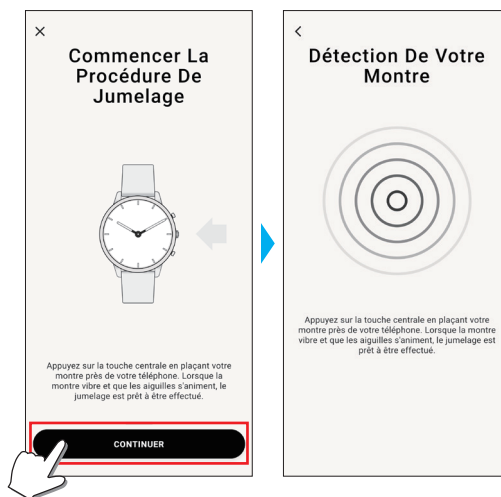 Commencer La
Procédure De
Jumelage
Appuyez sur la touche centrale en plaçant votre
montre près de votre téléphone. Lorsque la
montre vibre et que les aiguilles s'animent, le
jumelage est prêt à être effectué.
CONTINUER
Détection De Votre
Montre
Appuyez sur la touche centrale en plaçant votre
montre près de votre téléphone. Lorsque la montre
vibre et que les aiguilles s'animent, le jumelage est
prêt à être effectué.